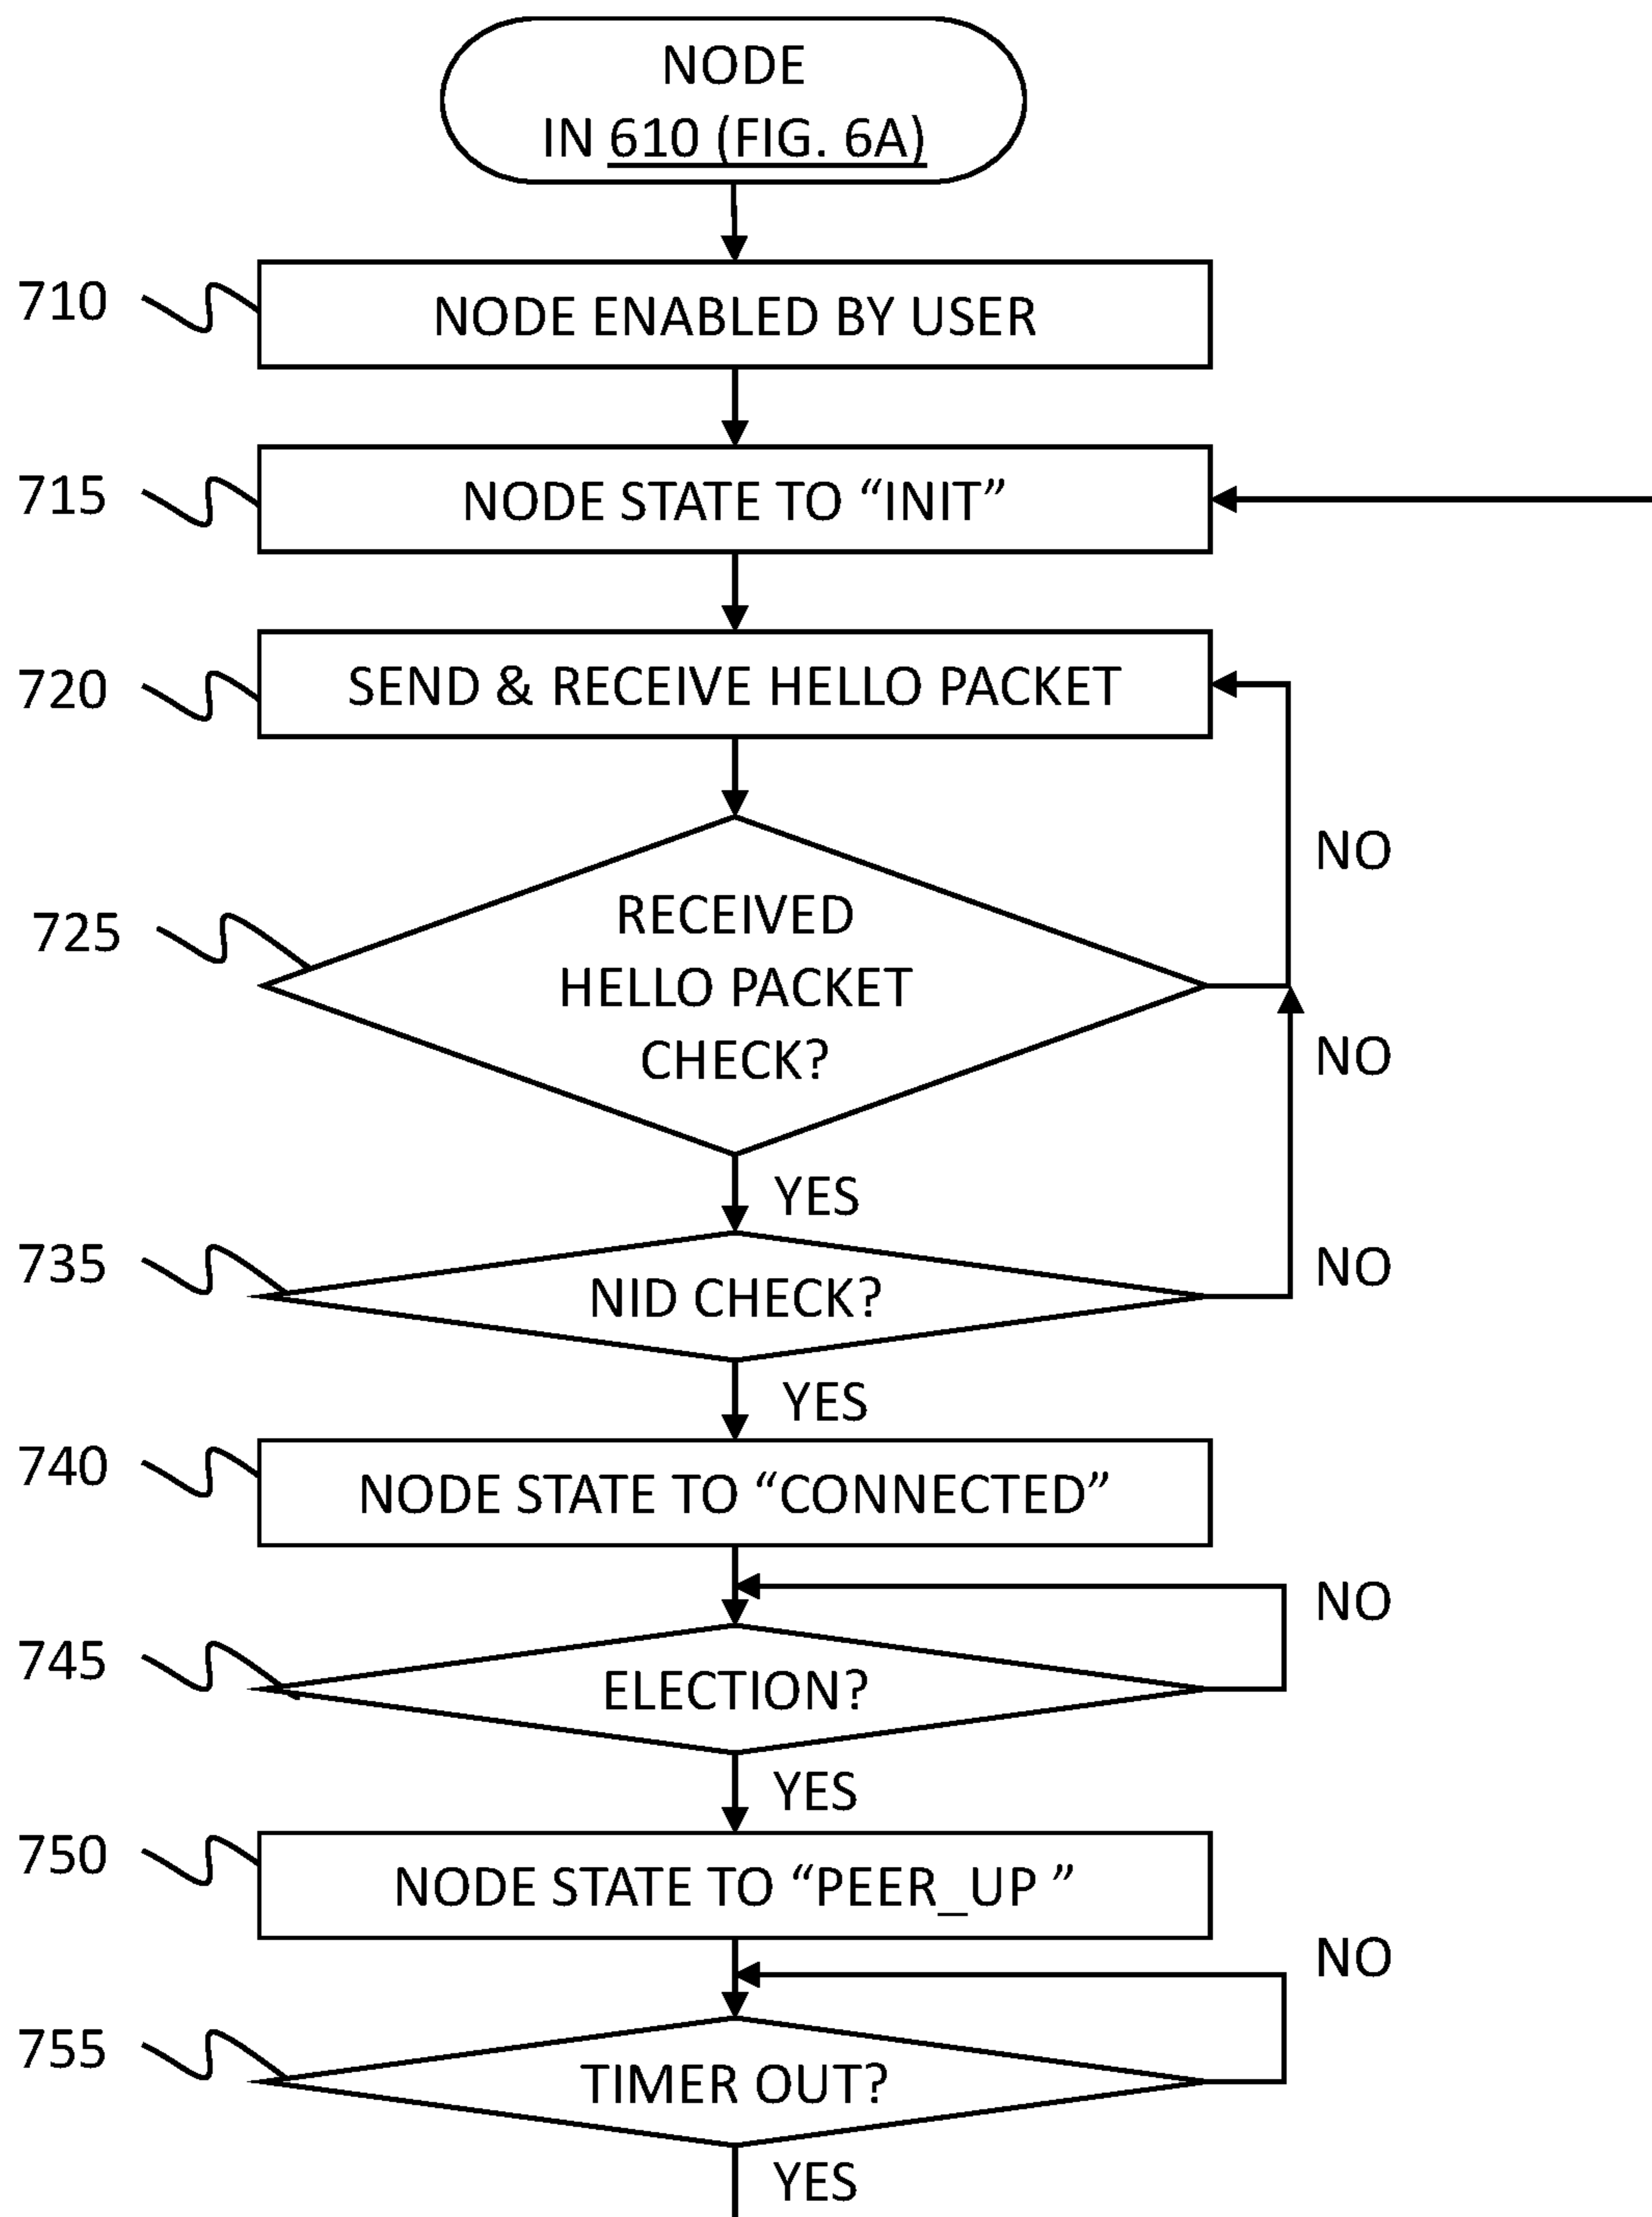 NODE
IN 610 (FIG. 6A)
710
NODE ENABLED BY USER
715
NODE STATE TO “INIT”
720
SEND & RECEIVE HELLO PACKET
NO
725
RECEIVED
HELLO PACKET
CHECK?
NO
YES
735
NID CHECK?
NO
YES
740
NODE STATE TO “CONNECTED”
NO
745
ELECTION?
YES
750
NODE STATE TO “PEER_UP ”
NO
755
TIMER OUT?
YES